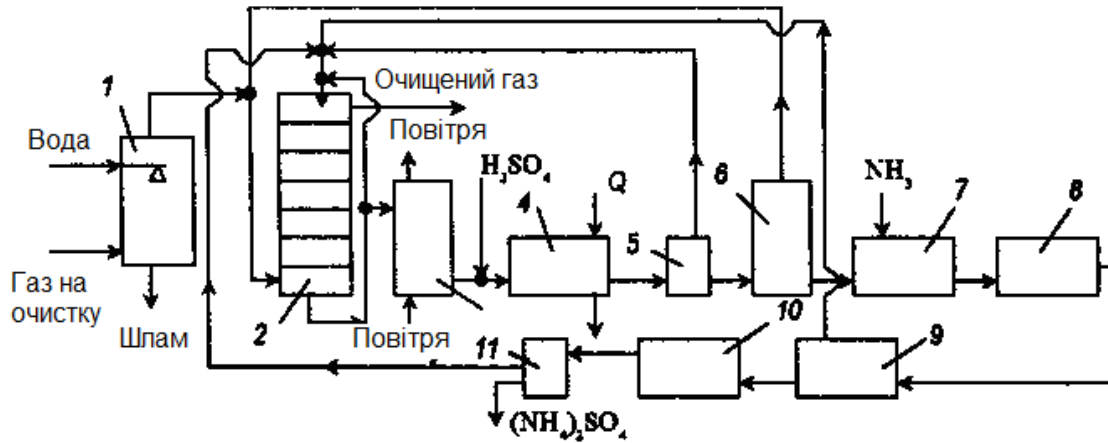 1
Вода
Газ на
очистку
Шлам
Очищений газ
Повітря
2
Повітря
H₂SO₄
4
Q
5
6
NH₃
7
8
9
10
11
(NH₄)₂SO₄